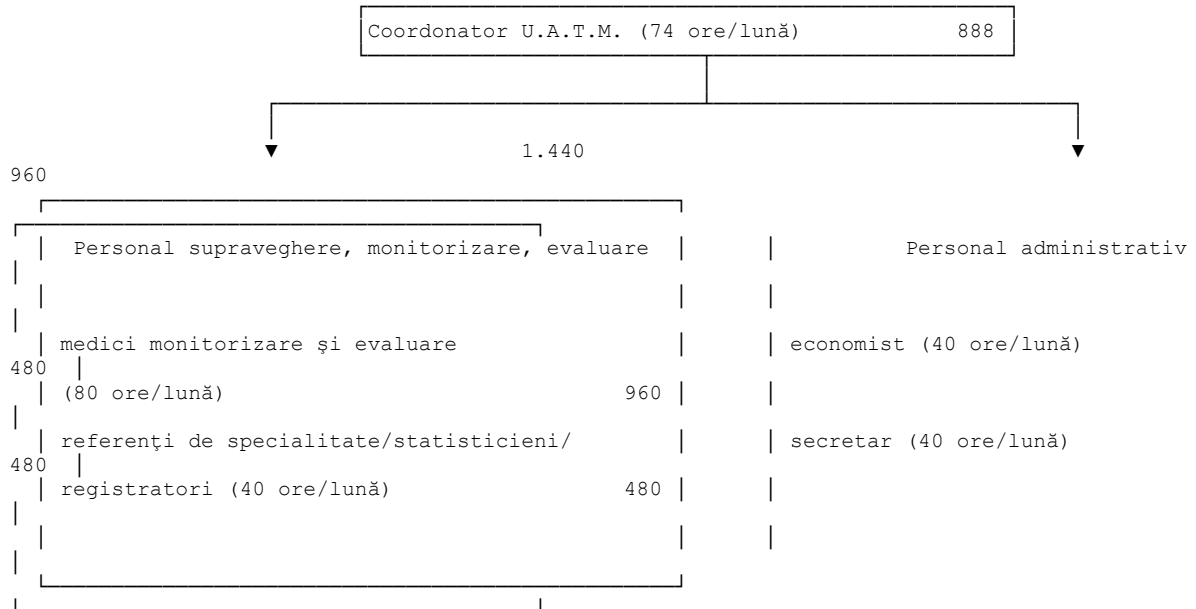 Coordonator U.A.T.M. (74 ore/lună) 888
1.440
960
Personal supraveghere, monitorizare, evaluare Personal administrativ
medici monitorizare şi evaluare economist (40 ore/lună)
480
(80 ore/lună) 960
referenţi de specialitate/statisticieni/ secretar (40 ore/lună)
480
registratori (40 ore/lună) 480